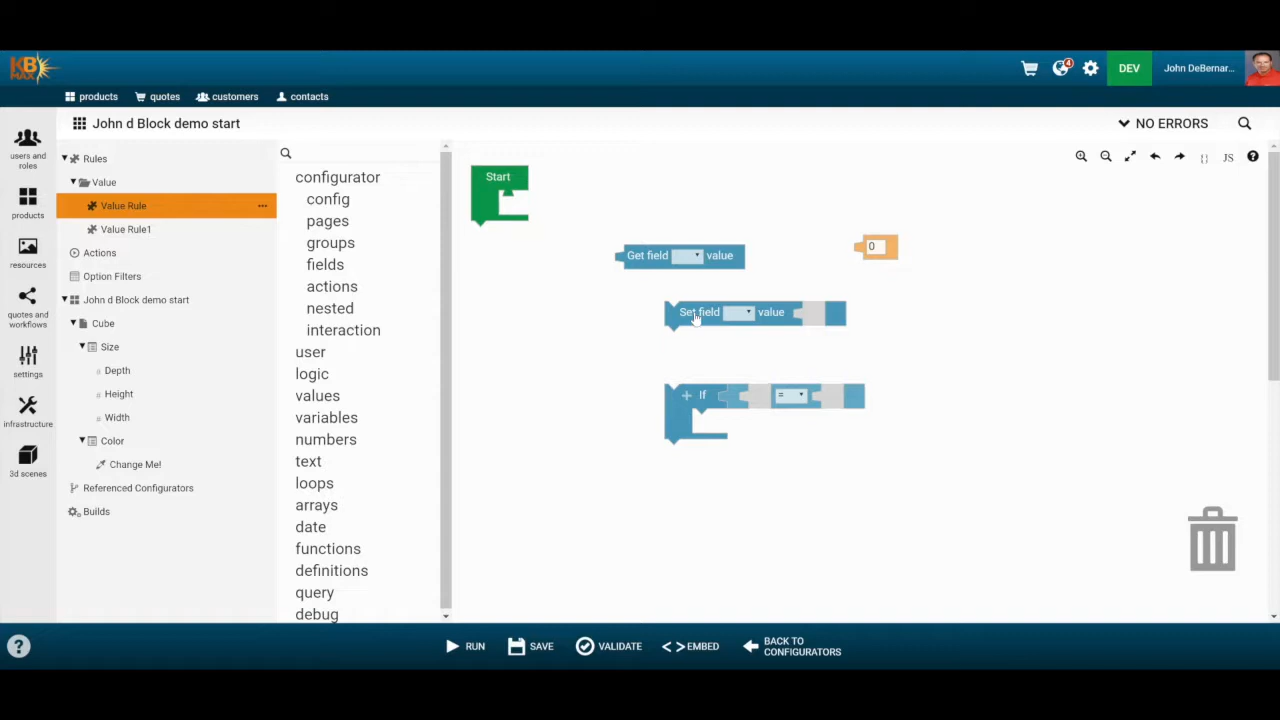 KB
MAX
4
DEV
John DeBernar...
products
quotes
customers
contacts
John d Block demo start
NO ERRORS
users and
roles
products
resources
quotes and
workflows
settings
infrastructure
3d scenes
Rules
Value
Value Rule
...
Value Rule1
Actions
Option Filters
John d Block demo start
Cube
Size
# Depth
# Height
# Width
Color
Change Me!
Referenced Configurators
Builds
configurator
config
pages
groups
fields
actions
nested
interaction
user
logic
values
variables
numbers
text
loops
arrays
date
functions
definitions
query
debug
{ } JS ?
Start
Get field value
0
Set field value
+ If =
?
RUN
SAVE
VALIDATE
< > EMBED
BACK TO
CONFIGURATORS